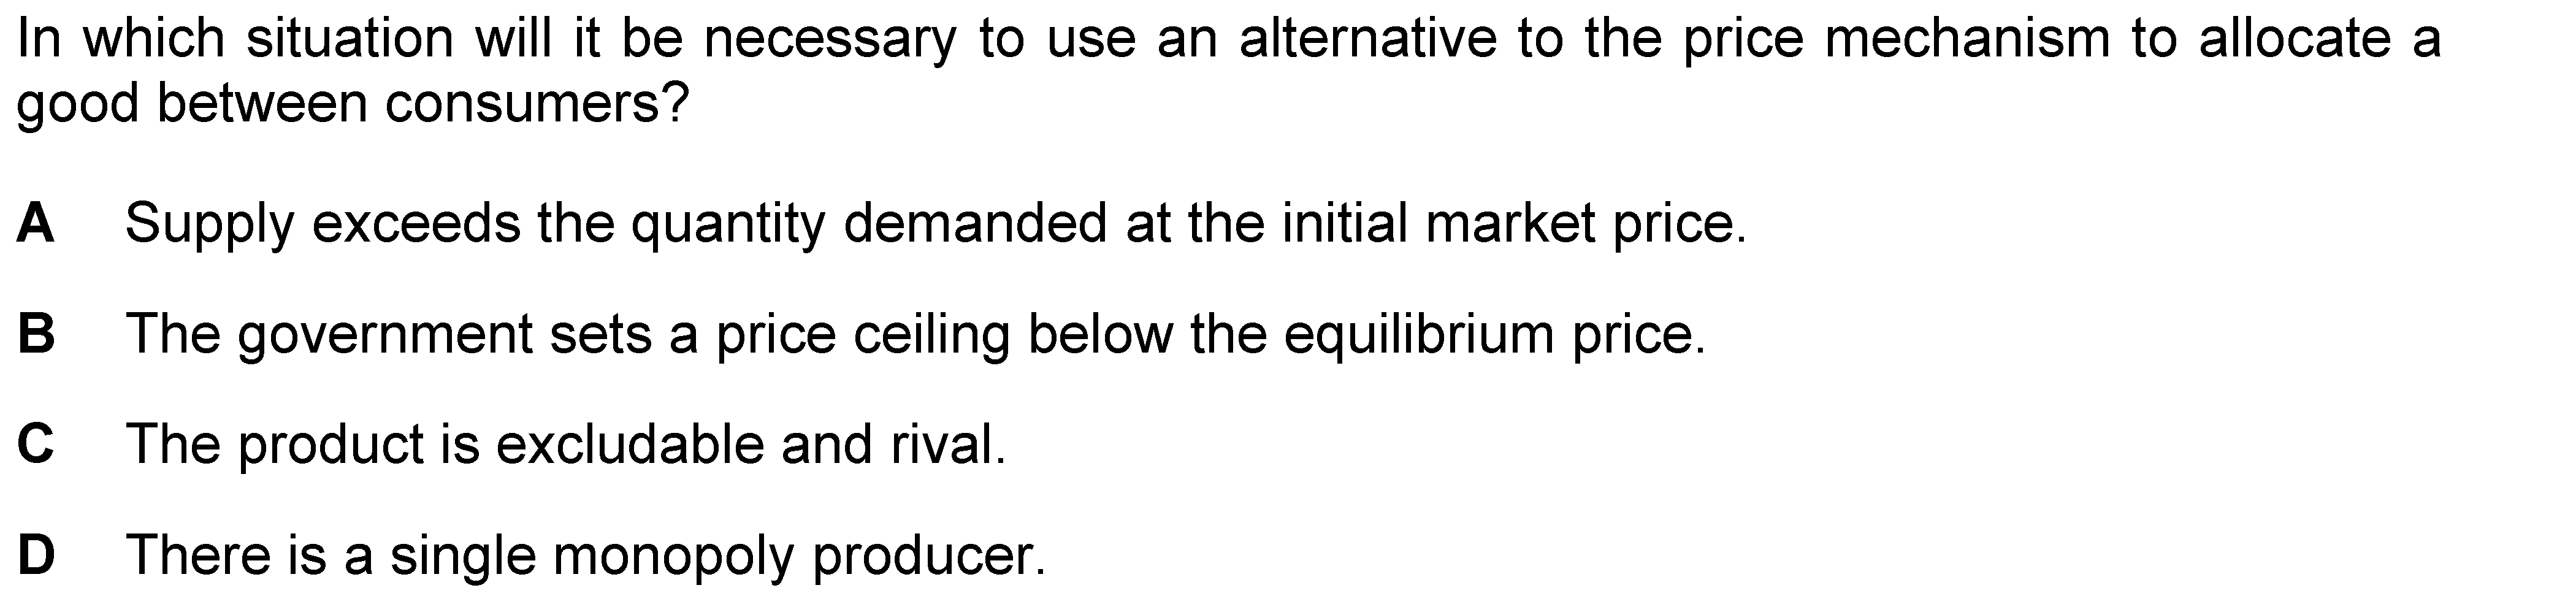 In which situation will it be necessary to use an alternative to the price mechanism to allocate a
good between consumers?
A Supply exceeds the quantity demanded at the initial market price.
B The government sets a price ceiling below the equilibrium price.
C The product is excludable and rival.
D There is a single monopoly producer.